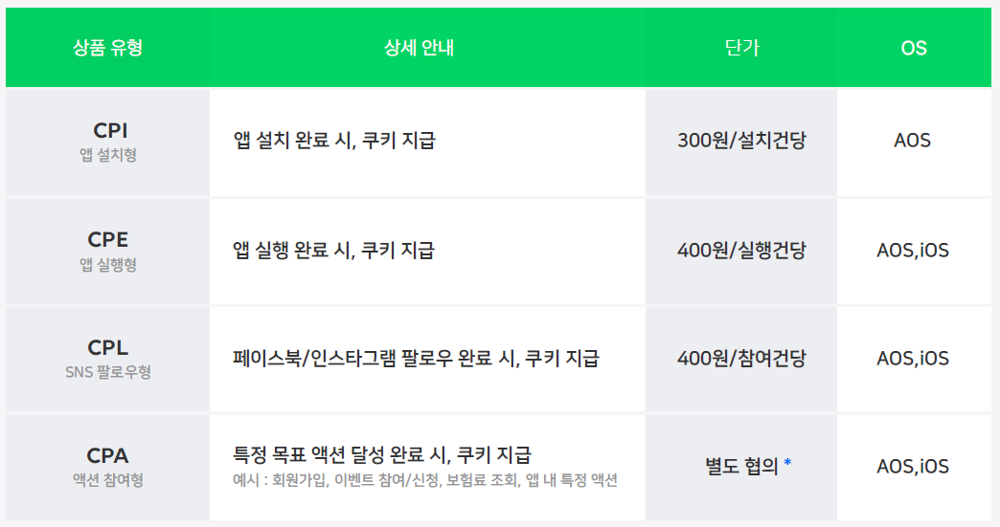 상품 유형 상세 안내 단가 OS
CPI
앱 설치형
앱 설치 완료 시, 쿠키 지급 300원/설치건당 AOS
CPE
앱 실행형
앱 실행 완료 시, 쿠키 지급 400원/실행건당 AOS,iOS
CPL
SNS 팔로우형
페이스북/인스타그램 팔로우 완료 시, 쿠키 지급 400원/참여건당 AOS,iOS
CPA
액션 참여형
특정 목표 액션 달성 완료 시, 쿠키 지급
예시 : 회원가입, 이벤트 참여/신청, 보험료 조회, 앱 내 특정 액션
별도 협의 * AOS,iOS